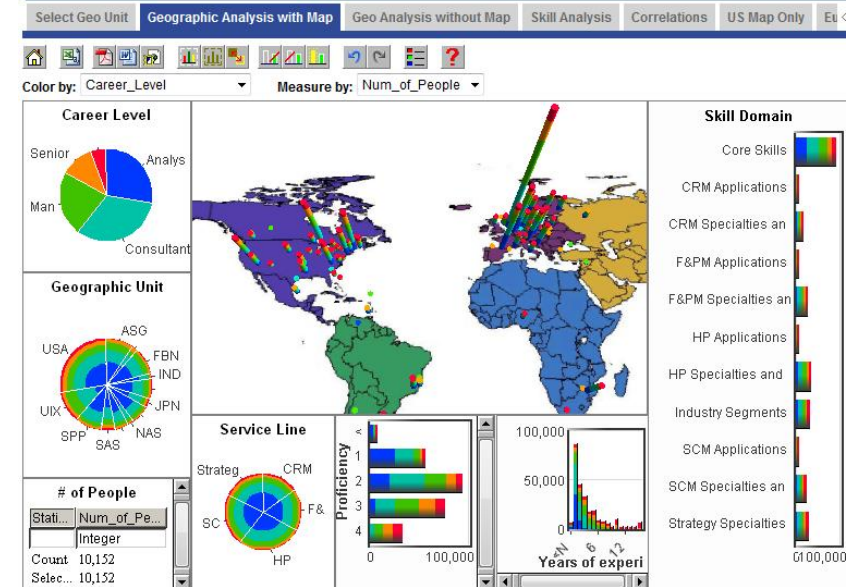 Select Geo Unit
Geographic Analysis with Map
Geo Analysis without Map
Skill Analysis
Correlations
US Map Only
Eu
Color by: Career_Level
Measure by: Num_of_People
Career Level
Senior
Analys
Man
Consultant
Geographic Unit
ASG
USA
FBN
IND
JPN
UIX
NAS
SPP
SAS
# of People
Stati...
Num_of_Pe...
Integer
Count 10,152
Selec... 10,152
Service Line
Strateg
CRM
F&
SC
HP
Proficiency
<
1
2
3
4
0
100,000
100,000
50,000
0
<N
6
12
Years of experi
Skill Domain
Core Skills
CRM Applications
CRM Specialties an
F&PM Applications
F&PM Specialties an
HP Applications
HP Specialties and
Industry Segments
SCM Applications
SCM Specialties an
Strategy Specialties
100,000